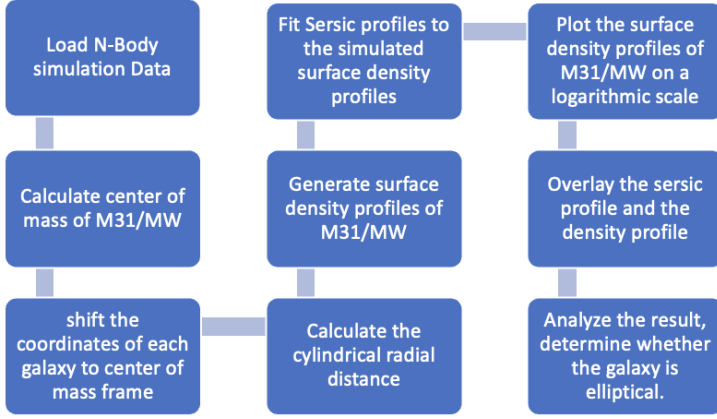 Load N-Body
simulation Data
Calculate center of
mass of M31/MW
shift the
coordinates of each
galaxy to center of
mass frame
Calculate the
cylindrical radial
distance
Generate surface
density profiles of
M31/MW
Fit Sersic profiles to
the simulated
surface density
profiles
Plot the surface
density profiles of
M31/MW on a
logarithmic scale
Overlay the sersic
profile and the
density profile
Analyze the result,
determine whether
the galaxy is
elliptical.